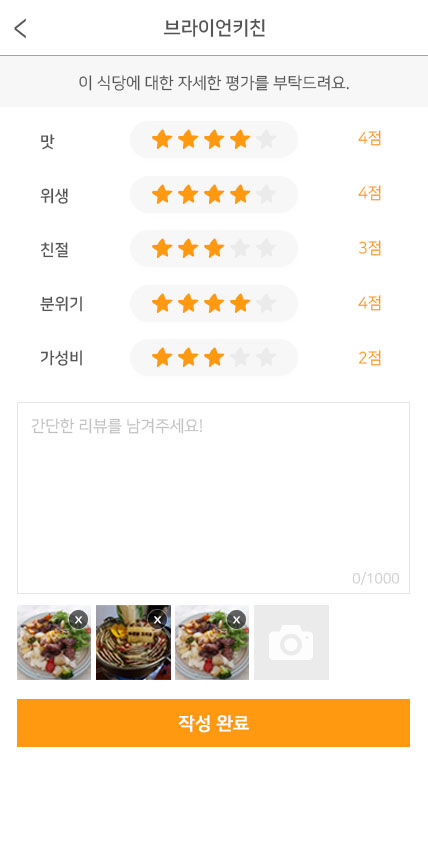 브라이언키친
이 식당에 대한 자세한 평가를 부탁드려요.
맛 4점
위생 4점
친절 3점
분위기 4점
가성비 2점
간단한 리뷰를 남겨주세요!
0/1000
x x x
작성 완료